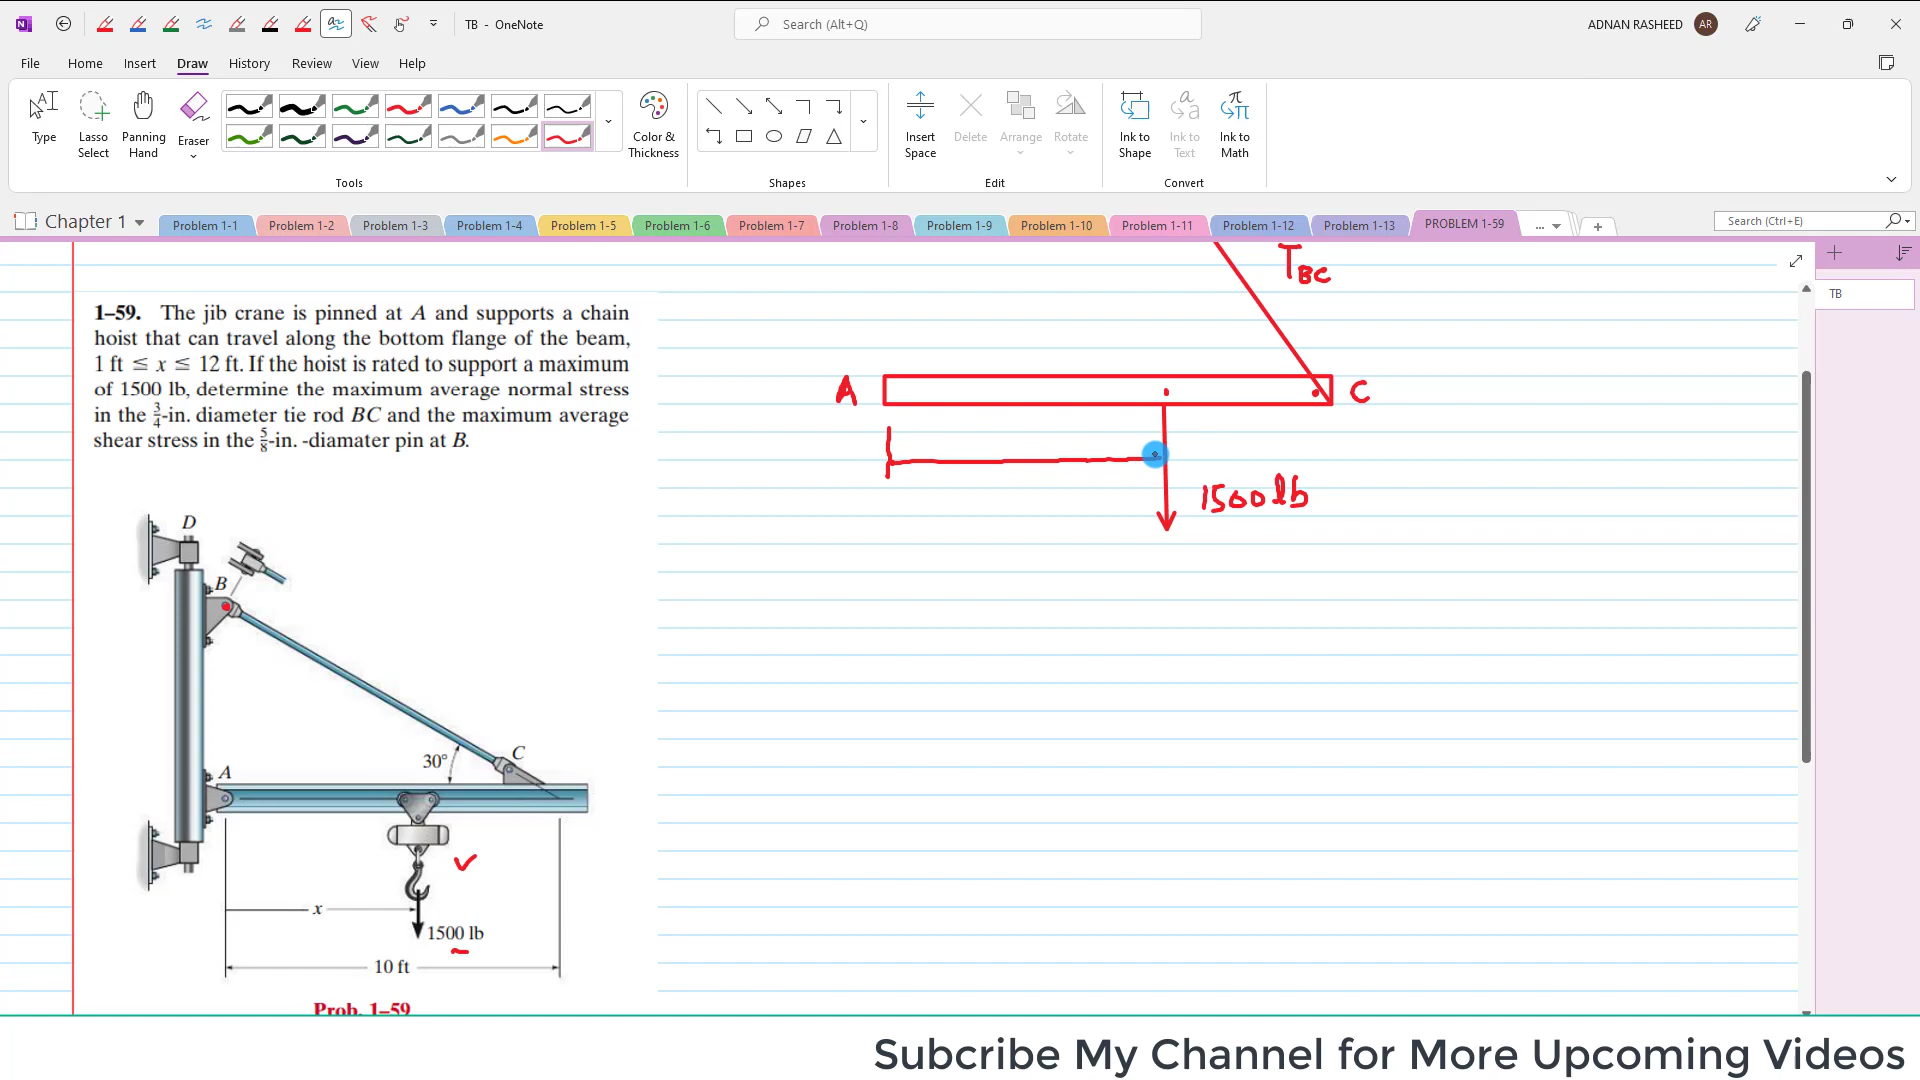 TB - OneNote
Search (Alt+Q)
ADNAN RASHEED
AR
File Home Insert Draw History Review View Help
Type
Lasso Select
Panning Hand
Eraser
Color & Thickness
Insert Space
Delete
Arrange
Rotate
Ink to Shape
Ink to Text
Ink to Math
Tools
Shapes
Edit
Convert
Chapter 1
Problem 1-1 Problem 1-2 Problem 1-3 Problem 1-4 Problem 1-5 Problem 1-6 Problem 1-7 Problem 1-8 Problem 1-9 Problem 1-10 Problem 1-11 Problem 1-12 Problem 1-13 PROBLEM 1-59 ...
Search (Ctrl+E)
TB
1–59. The jib crane is pinned at A and supports a chain
hoist that can travel along the bottom flange of the beam,
1 ft ≤ x ≤ 12 ft. If the hoist is rated to support a maximum
of 1500 lb, determine the maximum average normal stress
in the 3/4-in. diameter tie rod BC and the maximum average
shear stress in the 5/8-in. -diamater pin at B.
D
B
30°
C
A
x
1500 lb
10 ft
Prob. 1–59
TBC
A
C
1500 lb
Subcribe My Channel for More Upcoming Videos